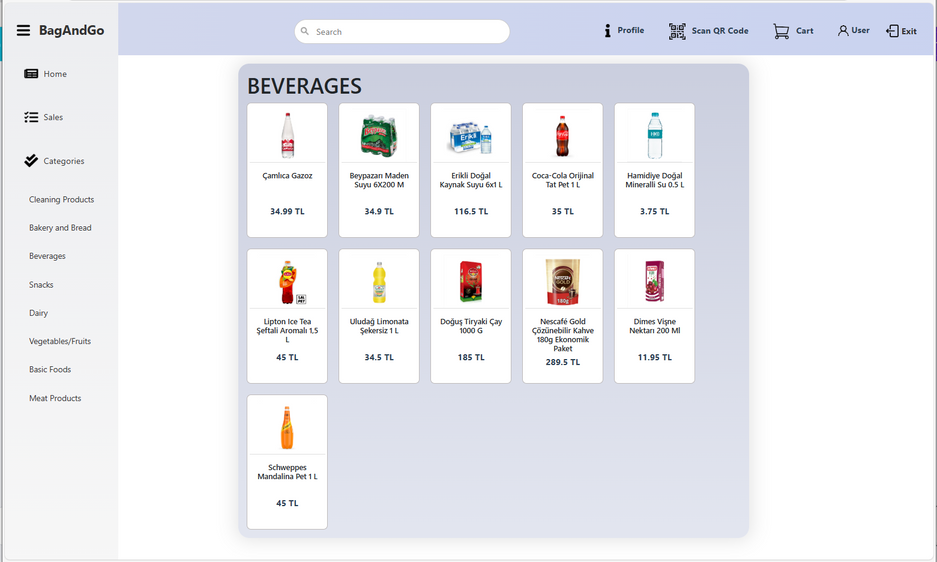 BagAndGo
Search
Profile
Scan QR Code
Cart
User
Exit
Home
Sales
Categories
Cleaning Products
Bakery and Bread
Beverages
Snacks
Dairy
Vegetables/Fruits
Basic Foods
Meat Products
BEVERAGES
Çamlıca Gazoz
34.99 TL
Beypazarı Maden
Suyu 6X200 M
34.9 TL
Erikli
Erikli Doğal
Kaynak Suyu 6x1 L
116.5 TL
Coca-Cola Orijinal
Tat Pet 1 L
35 TL
Hamidiye Doğal
Mineralli Su 0.5 L
3.75 TL
Lipton Ice Tea
Şeftali Aromalı 1,5
L
45 TL
Uludağ Limonata
Şekersiz 1 L
34.5 TL
Doğuş Tiryaki Çay
1000 G
185 TL
NESCAFÉ
GOLD
180g
Nescafé Gold
Çözünebilir Kahve
180g Ekonomik
Paket
289.5 TL
Dimes Vişne
Nektarı 200 Ml
11.95 TL
Schweppes
Mandalina Pet 1 L
45 TL